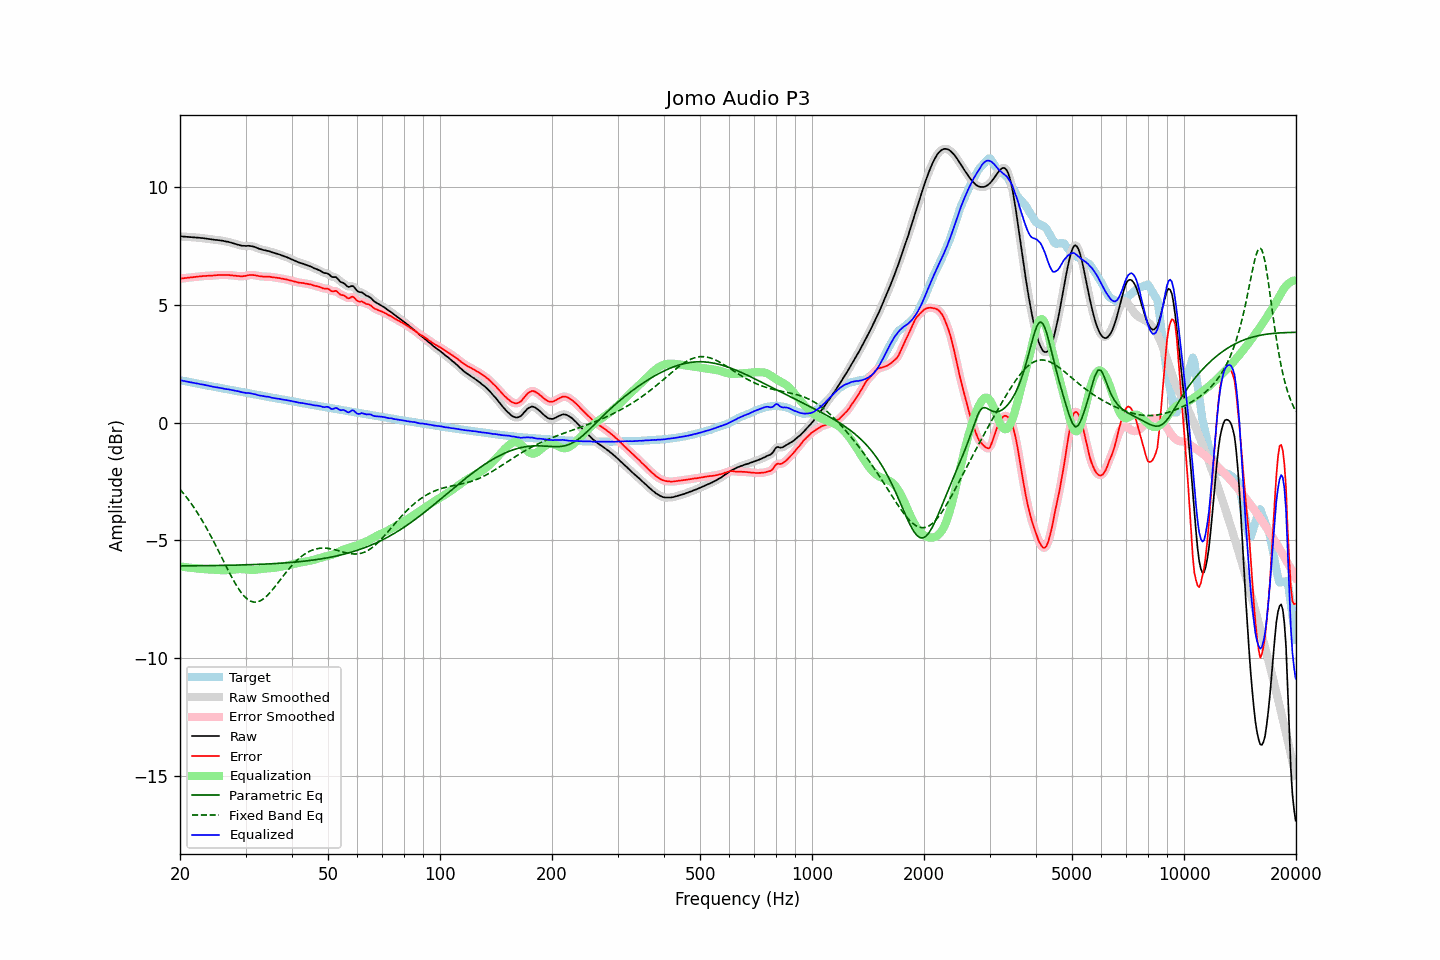 Jomo Audio P3
Amplitude (dBr)
10
5
0
−5
−10
−15
Target
Raw Smoothed
Error Smoothed
Raw
Error
Equalization
Parametric Eq
Fixed Band Eq
Equalized
20 50 100 200 500 1000 2000 5000 10000 20000
Frequency (Hz)